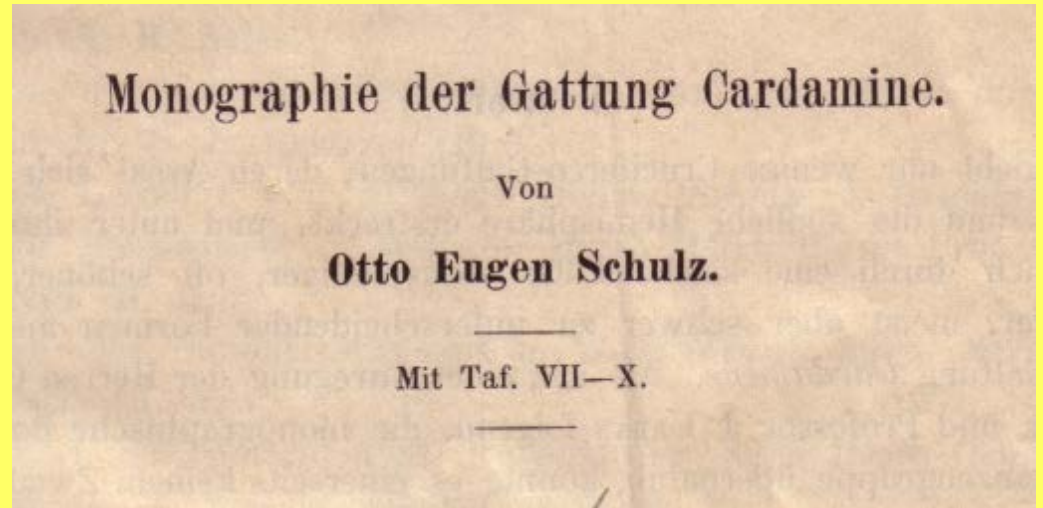 Monographie der Gattung Cardamine.
Von
Otto Eugen Schulz.
Mit Taf. VII—X.